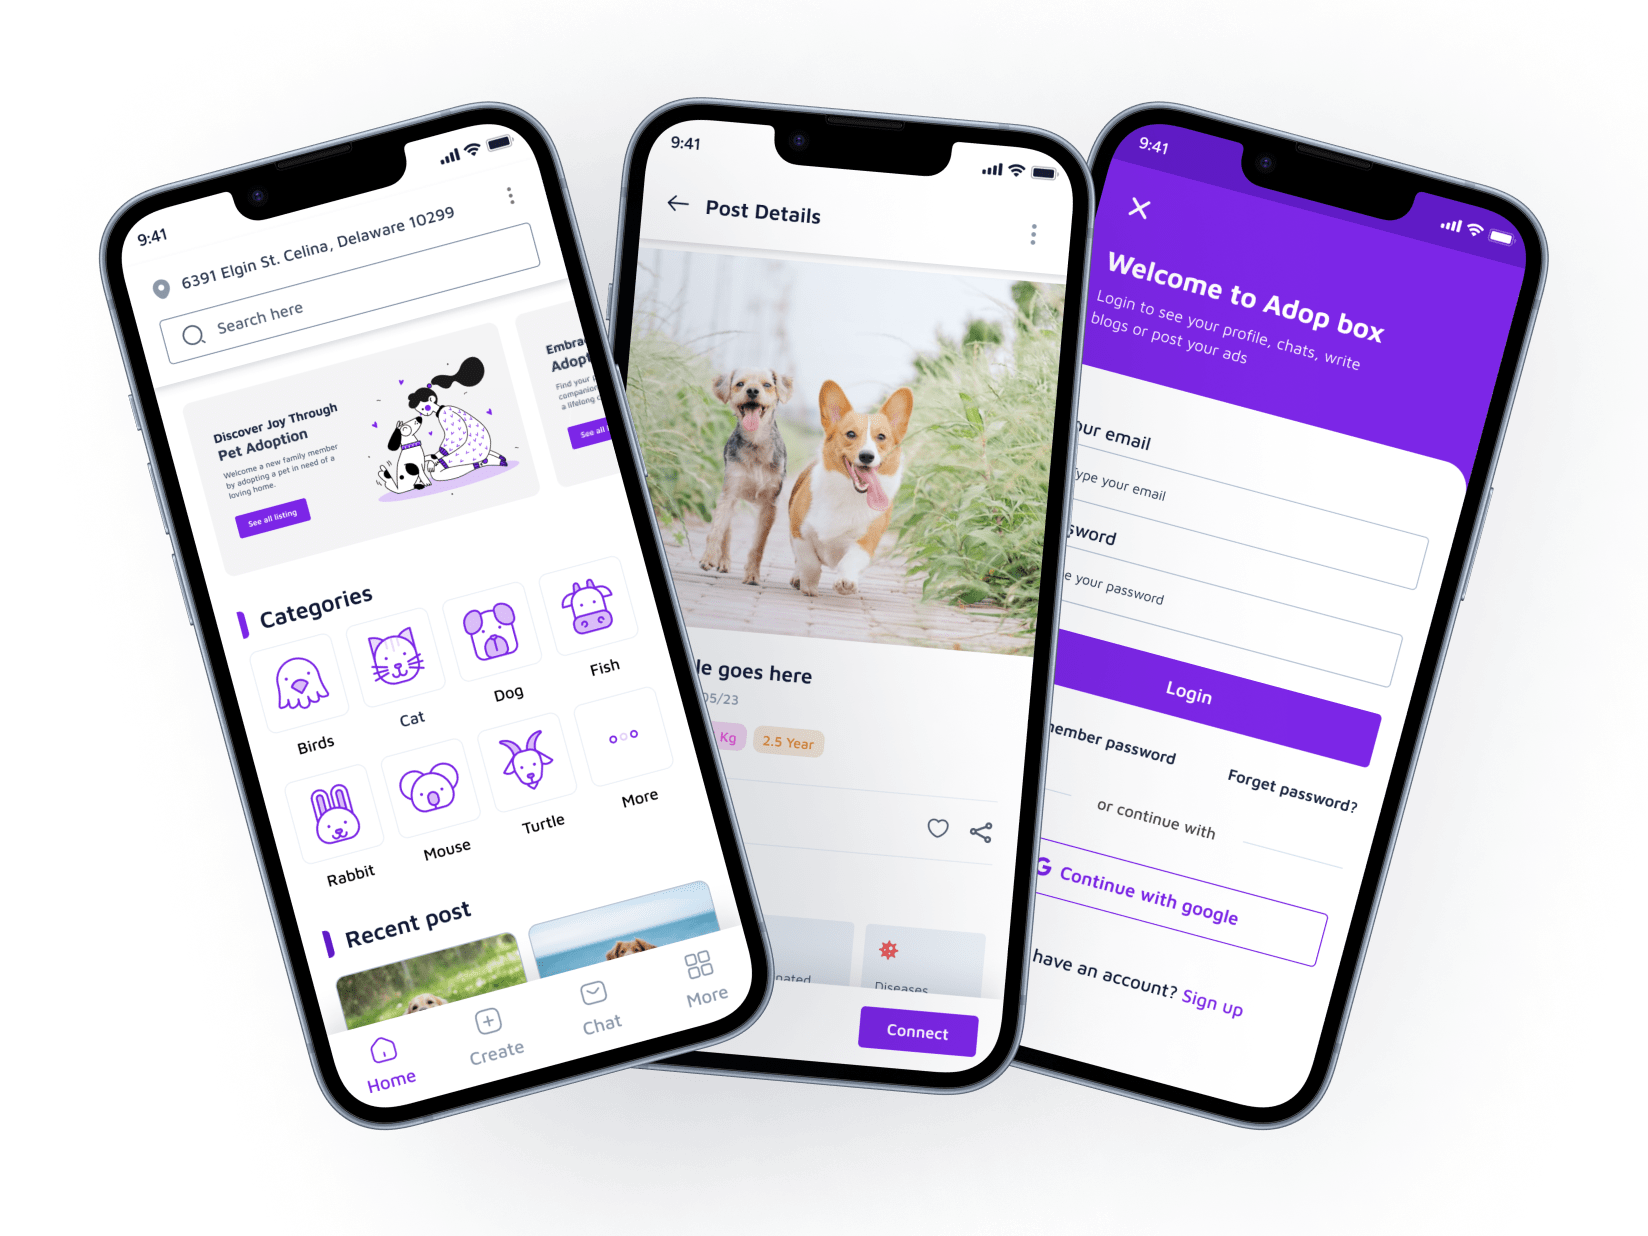 9:41
6391 Elgin St. Celina, Delaware 10299
Search here
Discover Joy Through
Pet Adoption
Welcome a new family member
by adopting a pet in need of a
loving home.
See all listing
Embra
Adopt
Find your
companion
a lifelong
See all
Categories
Birds
Cat
Dog
Fish
Rabbit
Mouse
Turtle
More
Recent post
Home
Create
Chat
More
9:41
Post Details
le goes here
05/23
Kg
2.5 Year
nated
Diseases
Connect
9:41
Welcome to Adop box
Login to see your profile, chats, write
blogs or post your ads
our email
ype your email
sword
e your password
Login
member password
Forget password?
or continue with
G Continue with google
have an account? Sign up